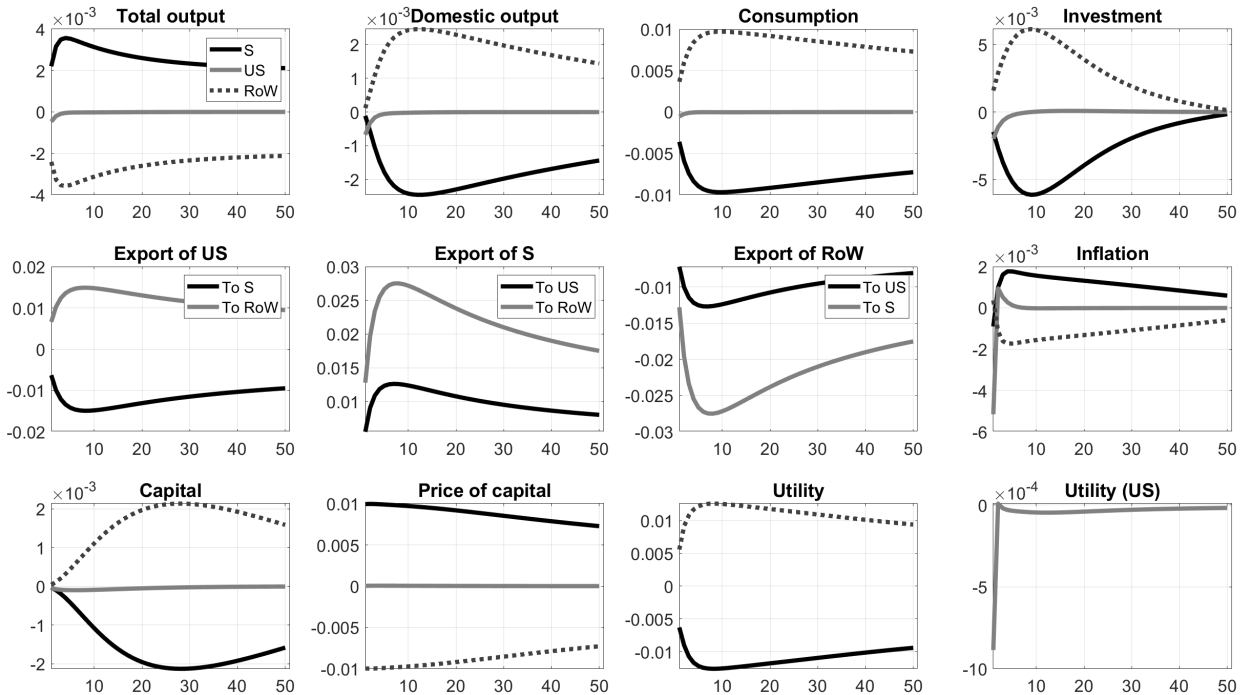 Total output
×10⁻³
4
2
0
-2
-4
10 20 30 40 50
S
US
RoW
Domestic output
×10⁻³
2
1
0
-1
-2
10 20 30 40 50
Consumption
0.01
0.005
0
-0.005
-0.01
10 20 30 40 50
Investment
×10⁻³
5
0
-5
10 20 30 40 50
Export of US
0.02
0.01
0
-0.01
-0.02
10 20 30 40 50
To S
To RoW
Export of S
0.03
0.025
0.02
0.015
0.01
10 20 30 40 50
To US
To RoW
Export of RoW
-0.01
-0.015
-0.02
-0.025
-0.03
10 20 30 40 50
To US
To S
Inflation
×10⁻³
2
0
-2
-4
-6
10 20 30 40 50
Capital
×10⁻³
2
1
0
-1
-2
10 20 30 40 50
Price of capital
0.01
0.005
0
-0.005
-0.01
10 20 30 40 50
Utility
0.01
0.005
0
-0.005
-0.01
10 20 30 40 50
Utility (US)
×10⁻⁴
0
-5
-10
10 20 30 40 50